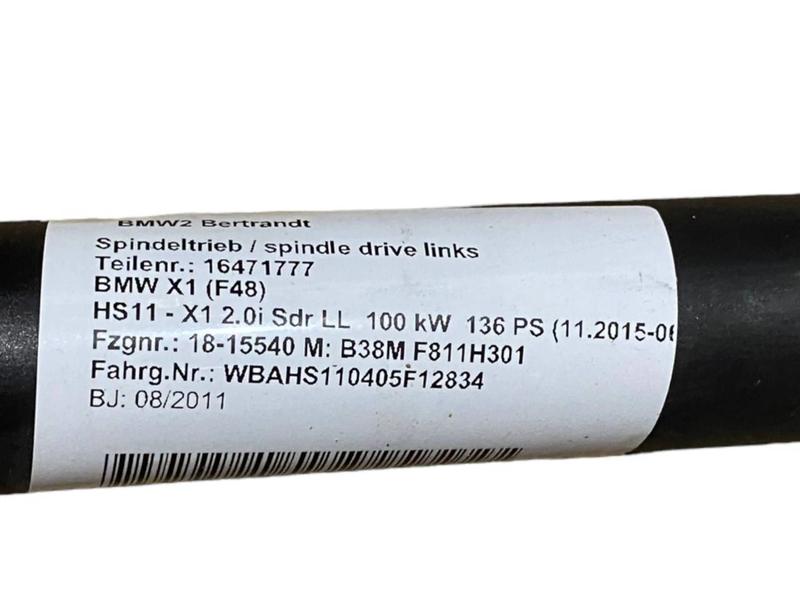 BMW2 Bertrandt
Spindeltrieb / spindle drive links
Teilenr.: 16471777
BMW X1 (F48)
HS11 - X1 2.0i Sdr LL 100 kW 136 PS (11.2015-06
Fzgnr.: 18-15540 M: B38M F811H301
Fahrg.Nr.: WBAHS110405F12834
BJ: 08/2011